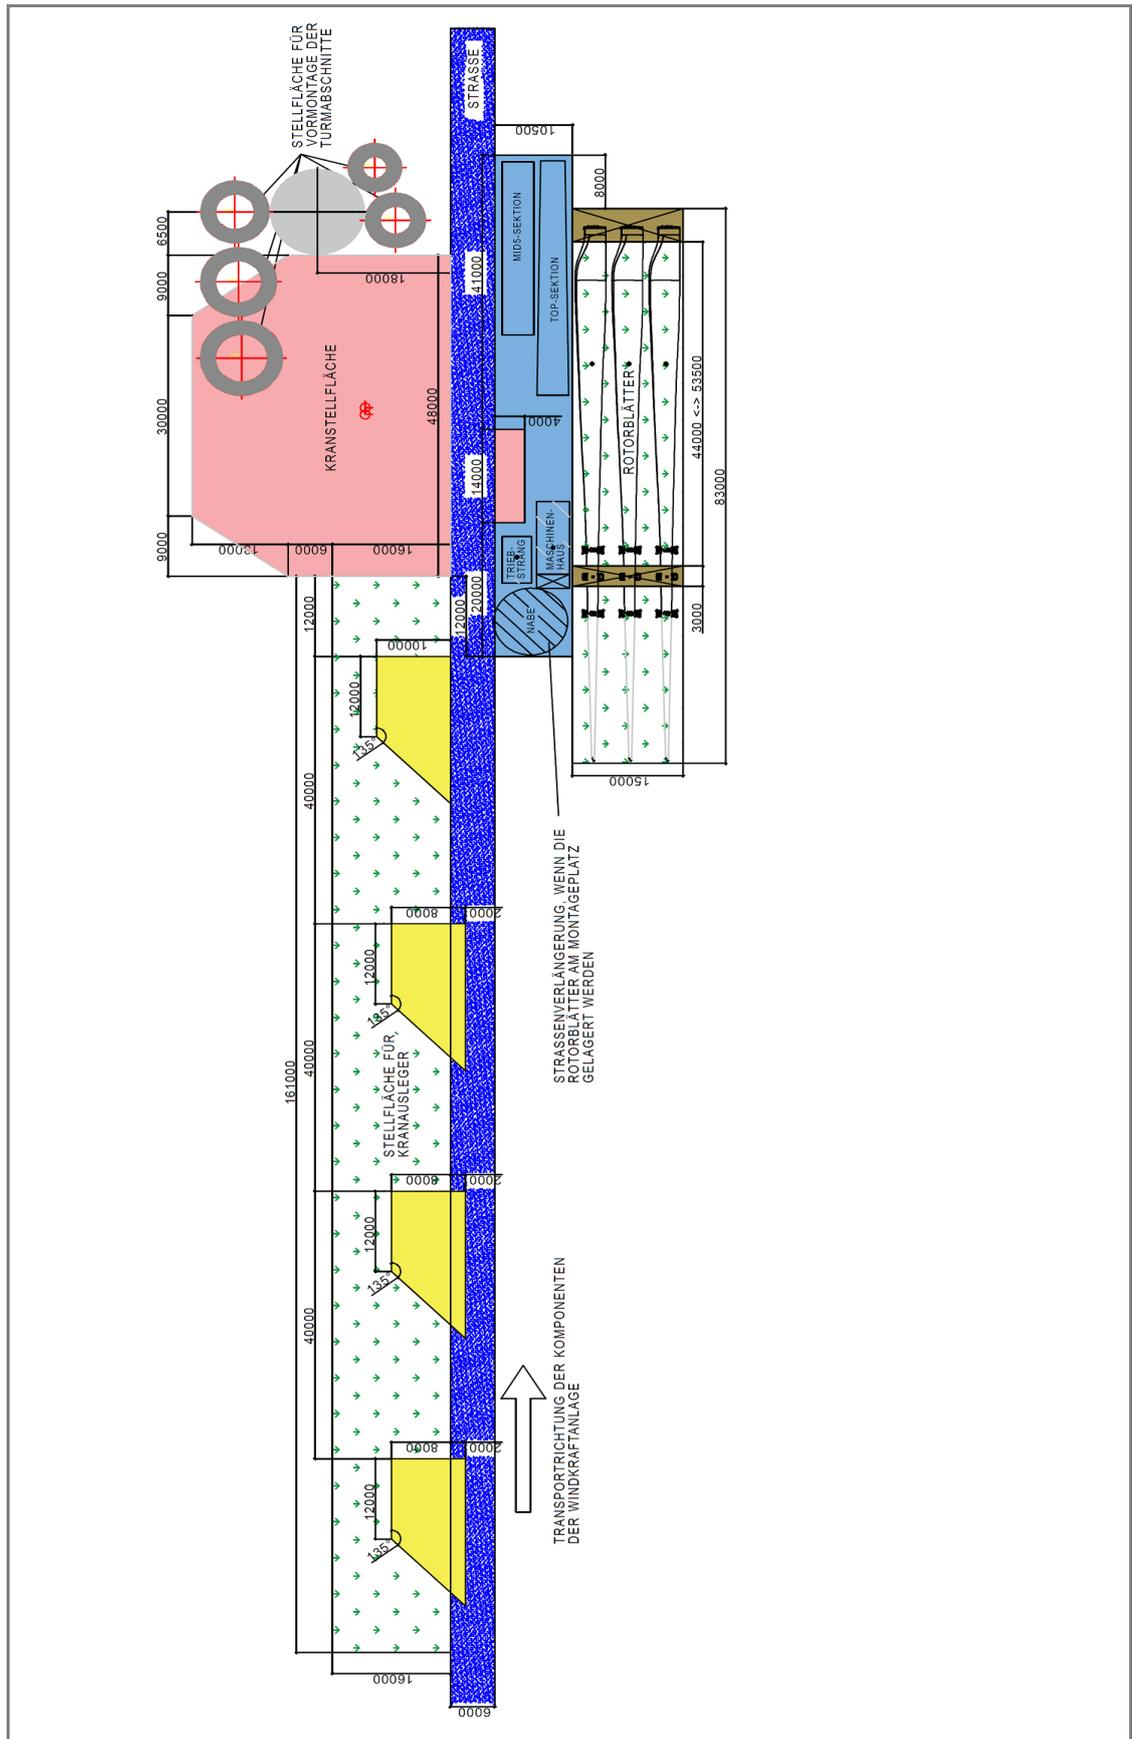 STELLFLÄCHE FÜR
VORMONTAGE DER
TURMABSCHNITTE
STRASSE
10500
6500
9000
30000
9000
18000
KRANSTELLFLÄCHE
48000
41000
MID5-SEKTION
TOP-SEKTION
8000
4000
14000
ROTORBLÄTTER
44000 <-> 53500
83000
13000
6000
16000
TRIEB-
STRANG
MASCHINEN-
HAUS
NABE
20000
12000
12000
3000
10000
12000
135°
15000
40000
STRASSENVERLÄNGERUNG, WENN DIE
ROTORBLÄTTER AM MONTAGEPLATZ
GELAGERT WERDEN
8000
2000
12000
135°
161000
40000
STELLFLÄCHE FÜR
KRANAUSLEGER
8000
2000
12000
135°
40000
TRANSPORTRICHTUNG DER KOMPONENTEN
DER WINDKRAFTANLAGE
8000
2000
12000
135°
16000
6000